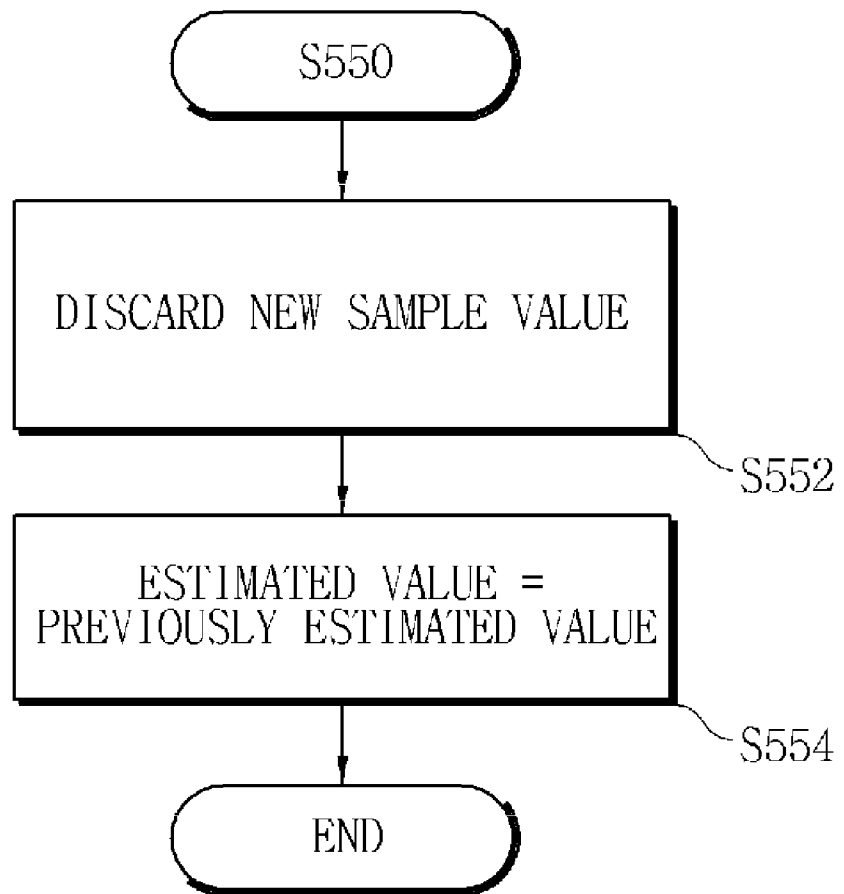 S550
DISCARD NEW SAMPLE VALUE
S552
ESTIMATED VALUE =
PREVIOUSLY ESTIMATED VALUE
S554
END